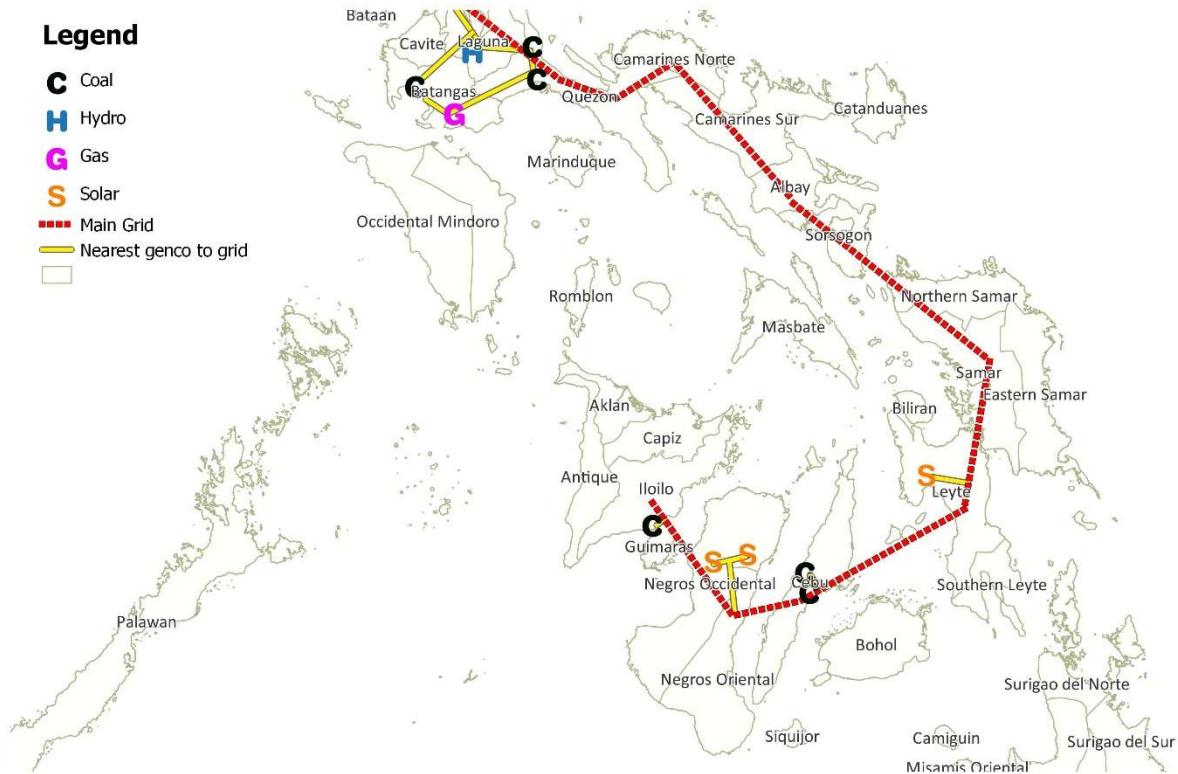 Legend
C Coal
H Hydro
G Gas
S Solar
Main Grid
Nearest genco to grid
Bataan
Cavite
Laguna
H
C
C
C
Batangas
G
Quezon
Camarines Norte
Catanduanes
Camarines Sur
Marinduque
Albay
Occidental Mindoro
Sorsogon
Romblon
Northern Samar
Masbate
Samar
Eastern Samar
Aklan
Biliran
Capiz
Antique
S
Iloilo
Leyte
C
Guimaras
S
S
Negros Occidental
C
Cebu
C
Southern Leyte
Palawan
Bohol
Negros Oriental
Surigao del Norte
Siquijor
Camiguin
Surigao del Sur
Misamis Oriental